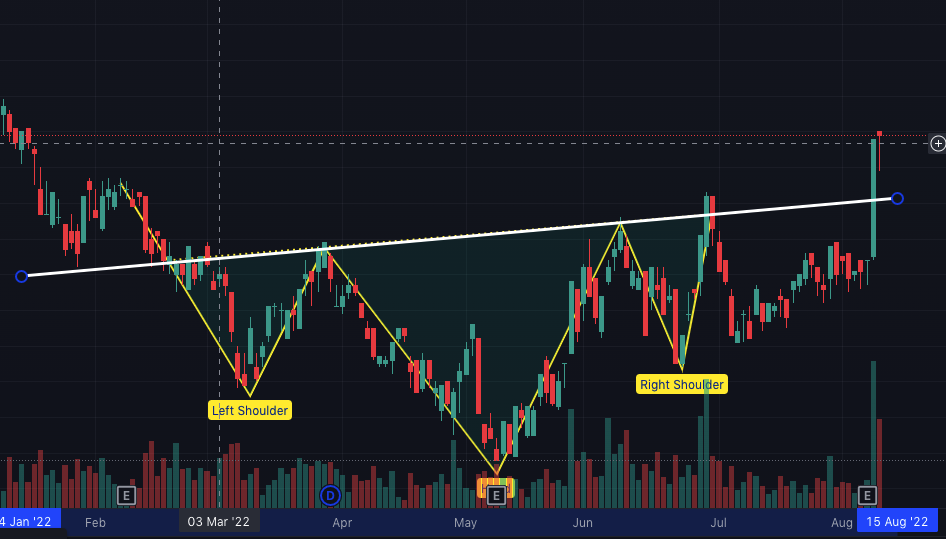 Left Shoulder
Right Shoulder
E
D
E
E
4 Jan '22
Feb
03 Mar '22
Apr
May
Jun
Jul
Aug
15 Aug '22